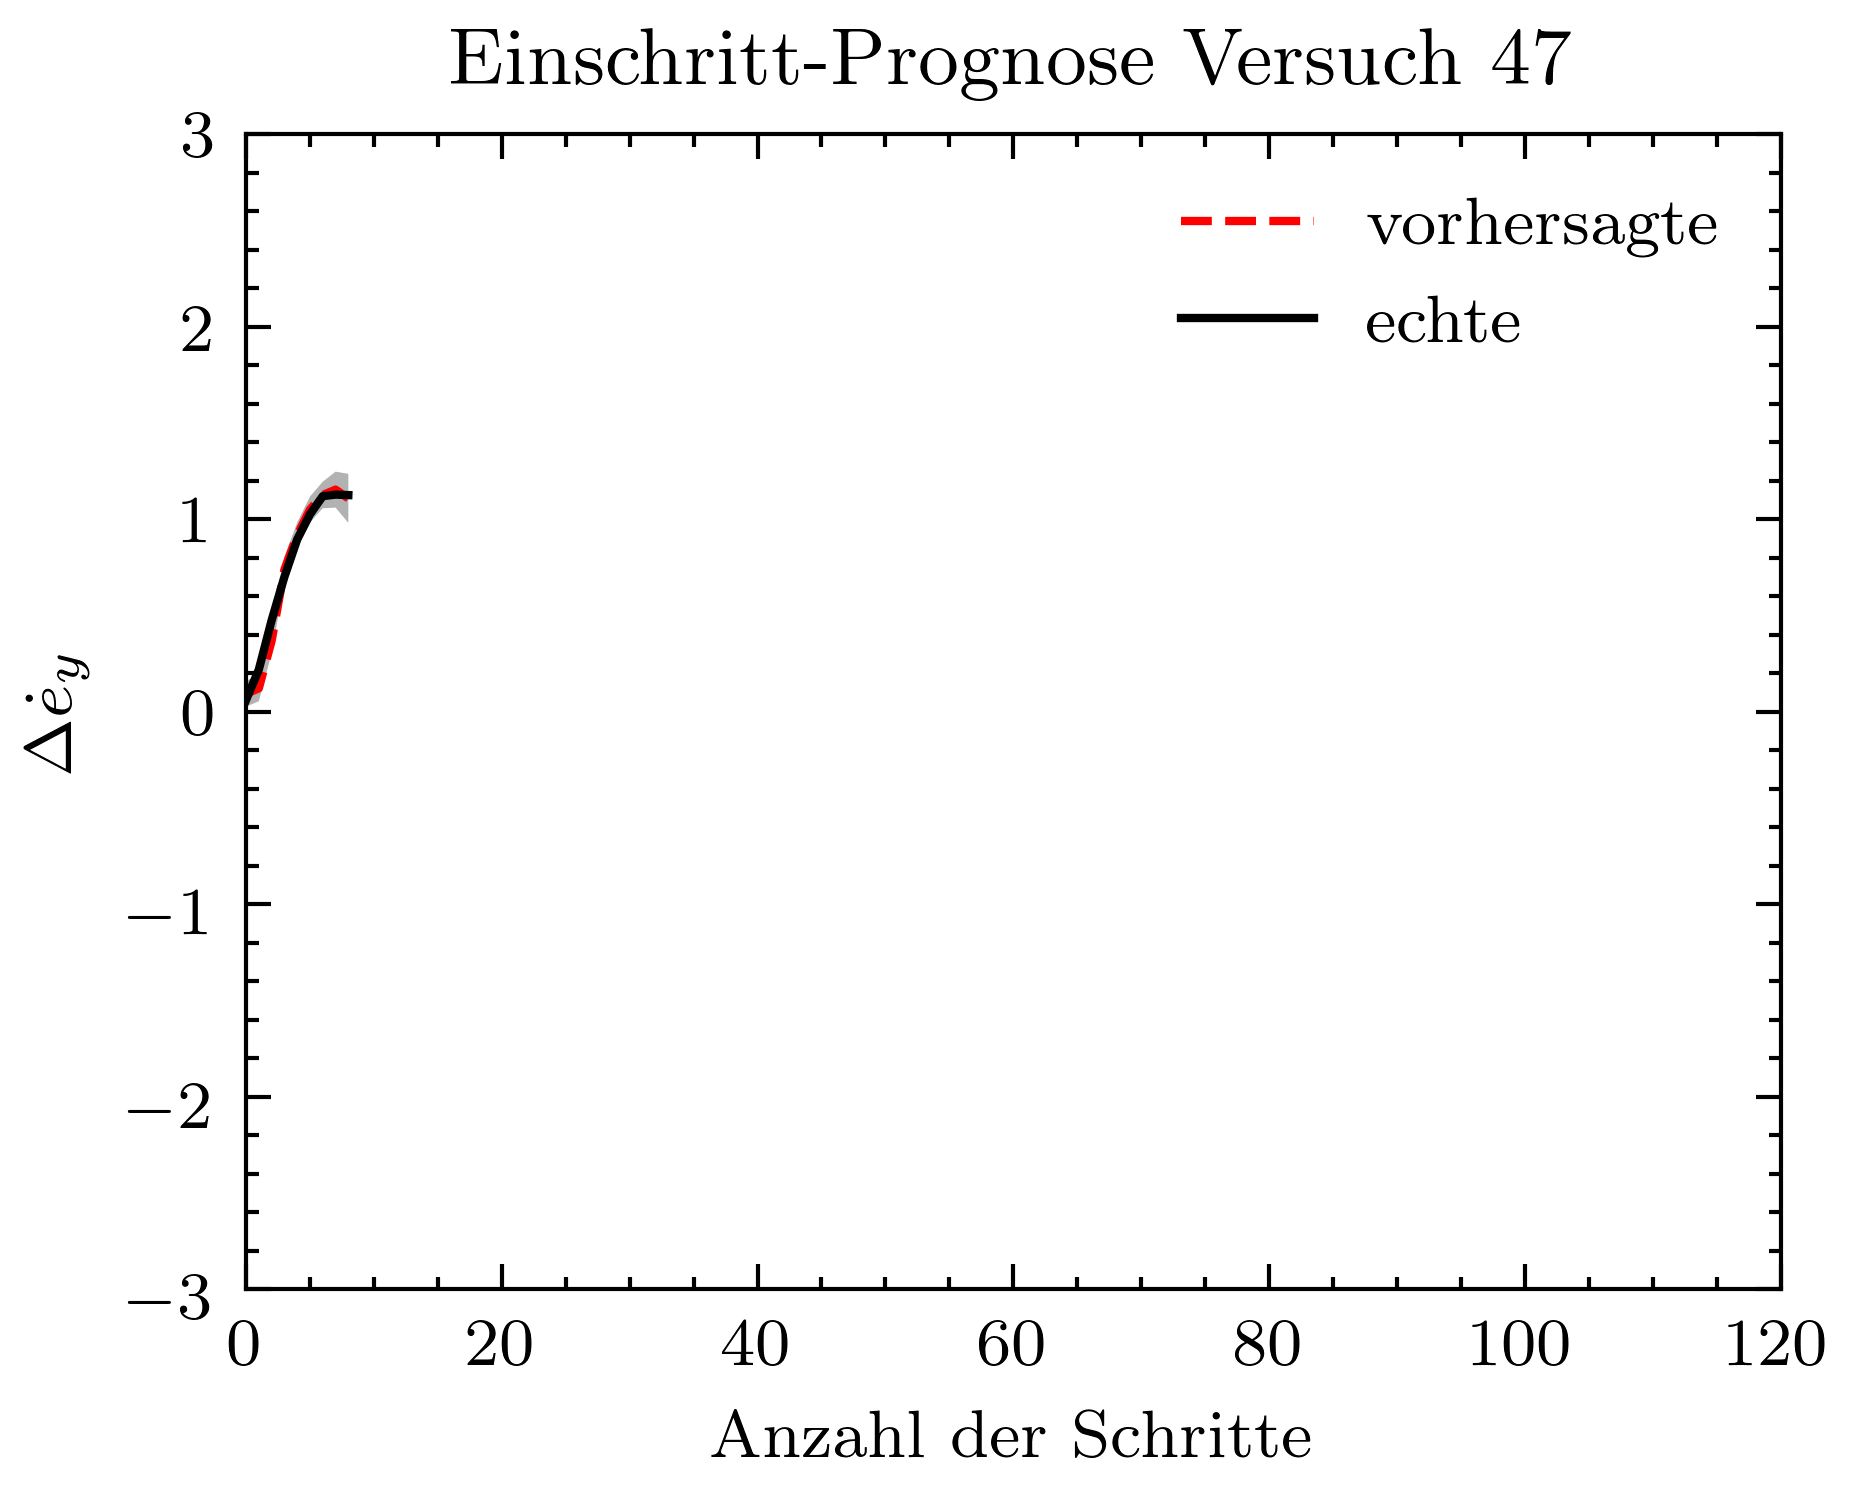 Einschritt-Prognose Versuch 47
3
2
1
0
−1
−2
−3
Δėy
vorhersagte
echte
0 20 40 60 80 100 120
Anzahl der Schritte